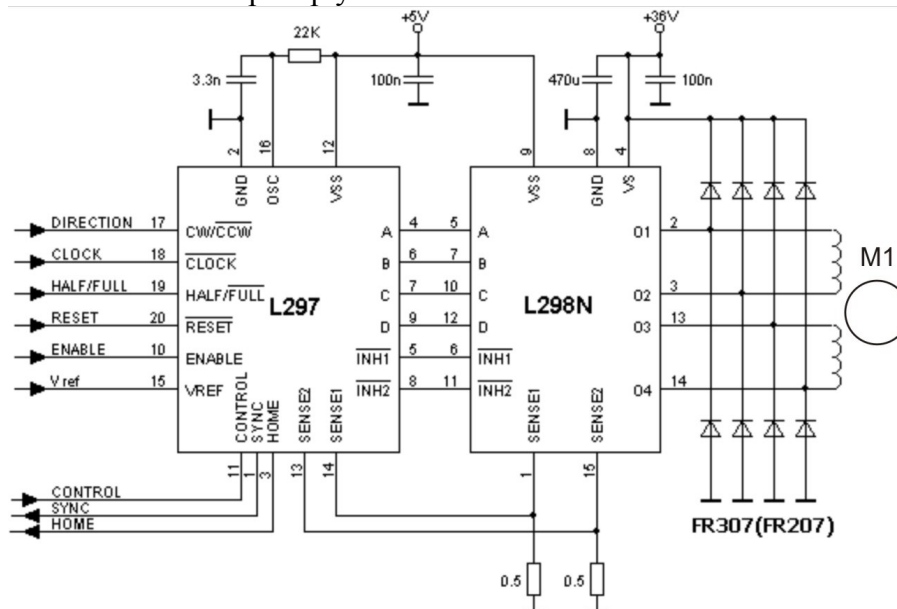 +5V
+36V
22K
3.3n
100n
470u
100n
2
16
12
9
8
4
GND
OSC
VSS
VSS
GND
VS
DIRECTION 17 CW/CCW A 4 5 A O1 2
CLOCK 18 CLOCK B 6 7 B M1
HALF/FULL 19 HALF/FULL C 7 10 C O2 3
L297
L298N
RESET 20 RESET D 9 12 D O3 13
ENABLE 10 ENABLE INH1 5 6 INH1
Vref 15 VREF INH2 8 11 INH2 O4 14
CONTROL
SYNC
HOME
SENSE2
SENSE1
SENSE1
SENSE2
11
1
3
13
14
1
15
CONTROL
SYNC
HOME
FR307(FR207)
0.5
0.5